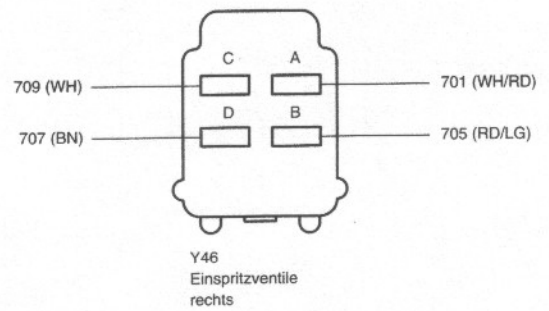 C A
709 (WH) 701 (WH/RD)
D B
707 (BN) 705 (RD/LG)
Y46
Einspritzventile
rechts